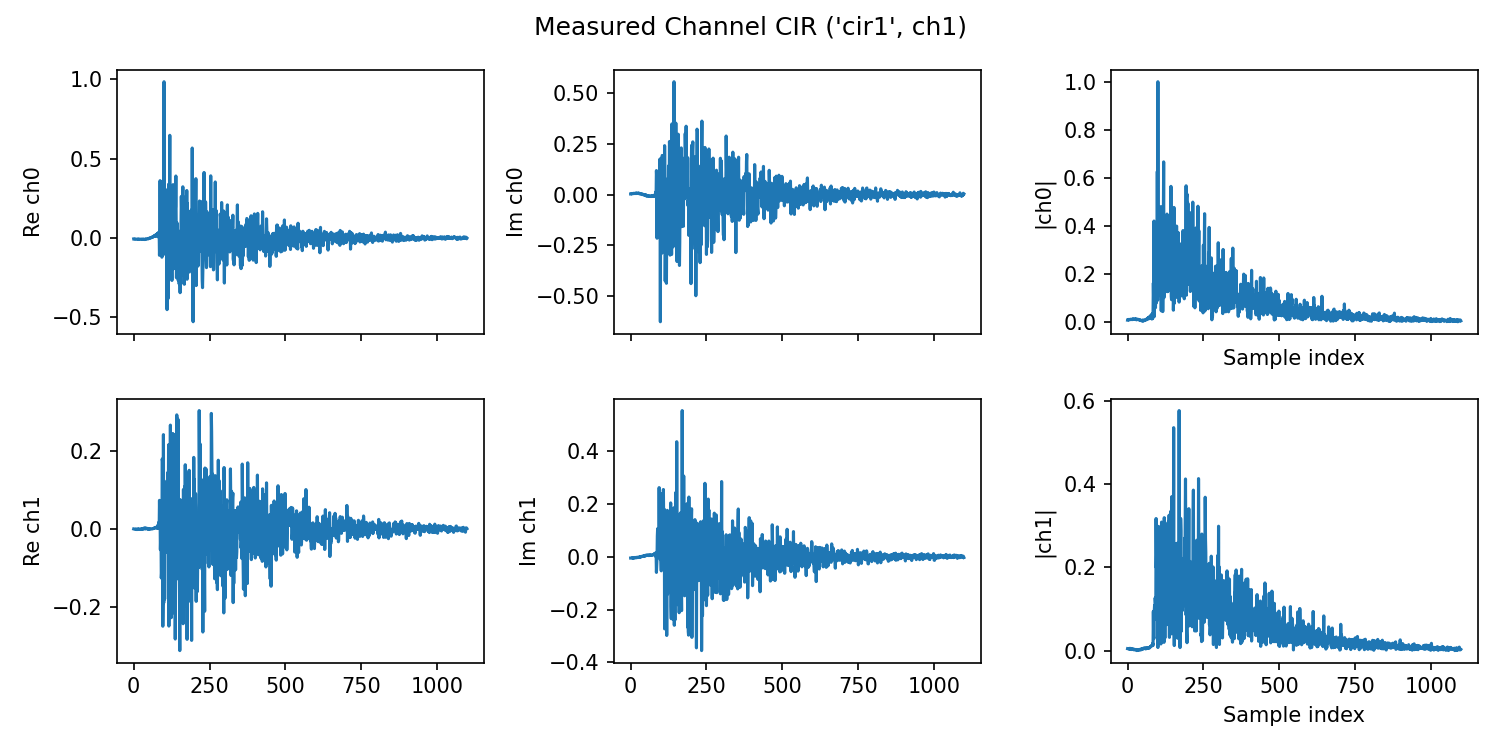 Measured Channel CIR ('cir1', ch1)
Re ch0
1.0
0.5
0.0
−0.5
Im ch0
0.50
0.25
0.00
−0.25
−0.50
|ch0|
1.0
0.8
0.6
0.4
0.2
0.0
Sample index
Re ch1
0.2
0.0
−0.2
0 250 500 750 1000
Im ch1
0.4
0.2
0.0
−0.2
−0.4
0 250 500 750 1000
|ch1|
0.6
0.4
0.2
0.0
0 250 500 750 1000
Sample index